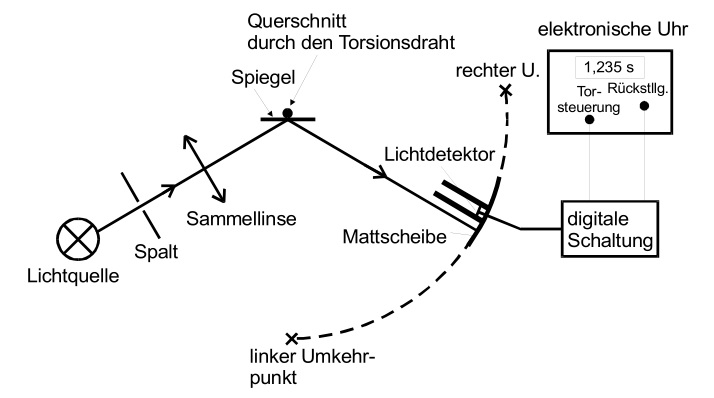 Querschnitt
durch den Torsionsdraht
Spiegel
elektronische Uhr
rechter U.
1,235 s
Tor-
steuerung
Rückstllg.
Lichtdetektor
Sammellinse
Mattscheibe
digitale
Schaltung
Spalt
Lichtquelle
linker Umkehr-
punkt